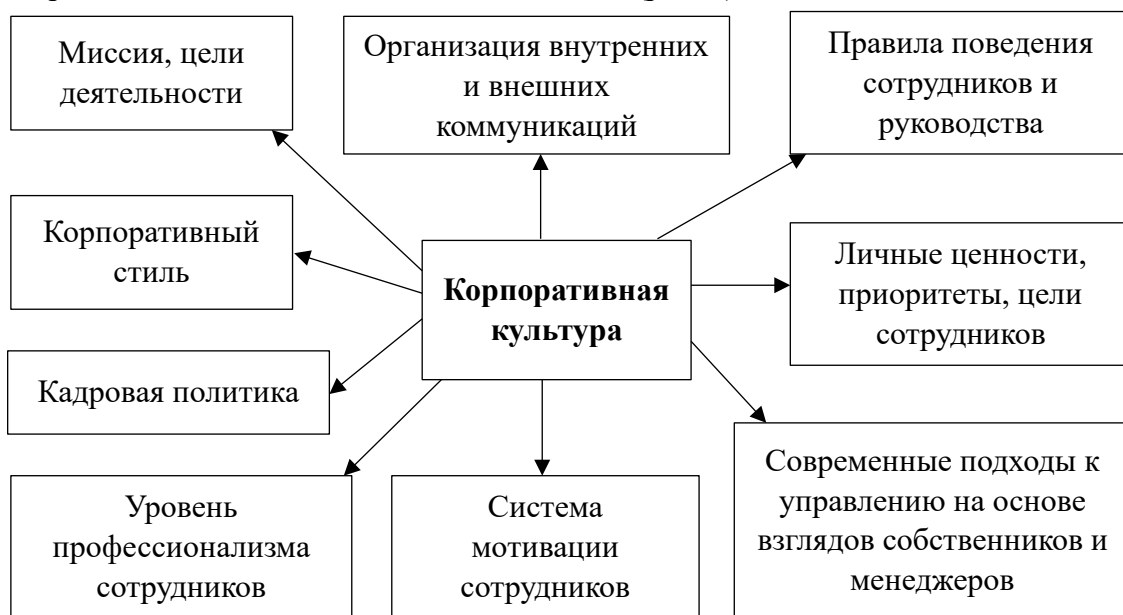 Миссия, цели
деятельности
Организация внутренних
и внешних
коммуникаций
Правила поведения
сотрудников и
руководства
Корпоративный
стиль
Корпоративная
культура
Личные ценности,
приоритеты, цели
сотрудников
Кадровая политика
Уровень
профессионализма
сотрудников
Система
мотивации
сотрудников
Современные подходы к
управлению на основе
взглядов собственников и
менеджеров